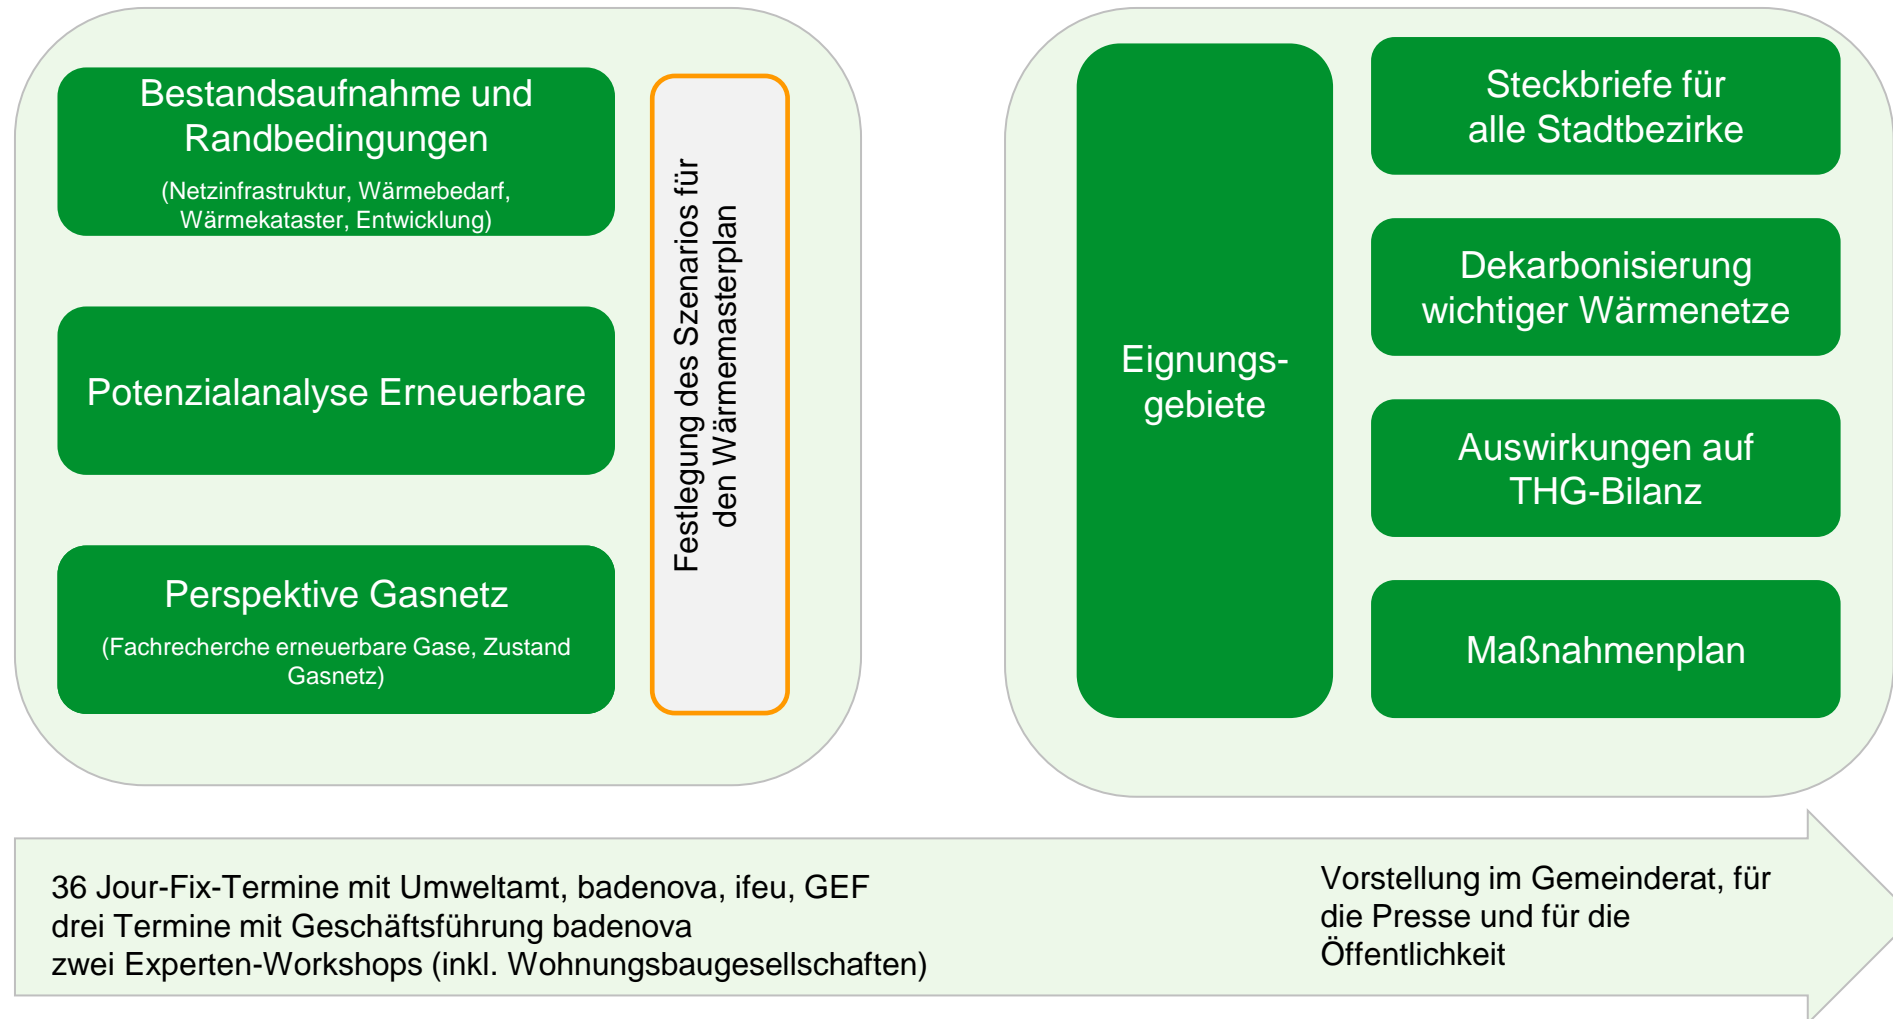 Bestandsaufnahme und
Randbedingungen
(Netzinfrastruktur, Wärmebedarf,
Wärmekataster, Entwicklung)
Potenzialanalyse Erneuerbare
Perspektive Gasnetz
(Fachrecherche erneuerbare Gase, Zustand
Gasnetz)
Festlegung des Szenarios für
den Wärmemasterplan
Eignungs-
gebiete
Steckbriefe für
alle Stadtbezirke
Dekarbonisierung
wichtiger Wärmenetze
Auswirkungen auf
THG-Bilanz
Maßnahmenplan
36 Jour-Fix-Termine mit Umweltamt, badenova, ifeu, GEF
drei Termine mit Geschäftsführung badenova
zwei Experten-Workshops (inkl. Wohnungsbaugesellschaften)
Vorstellung im Gemeinderat, für
die Presse und für die
Öffentlichkeit